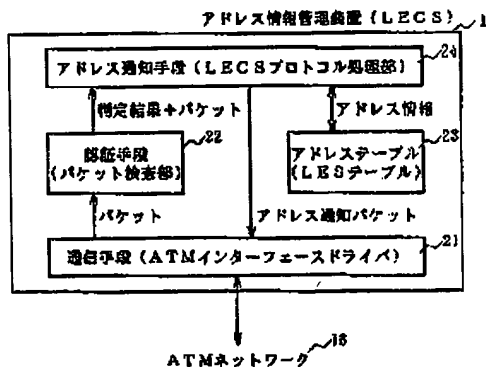 アドレス情報管理装置(LECS) 1
24
アドレス通知手段(LECSプロトコル処理部)
判定結果+パケット
アドレス情報
22
23
認証手段
(パケット検査部)
アドレステーブル
(LESテーブル)
パケット
アドレス通知パケット
21
通信手段(ATMインターフェースドライバ)
16
ATMネットワーク